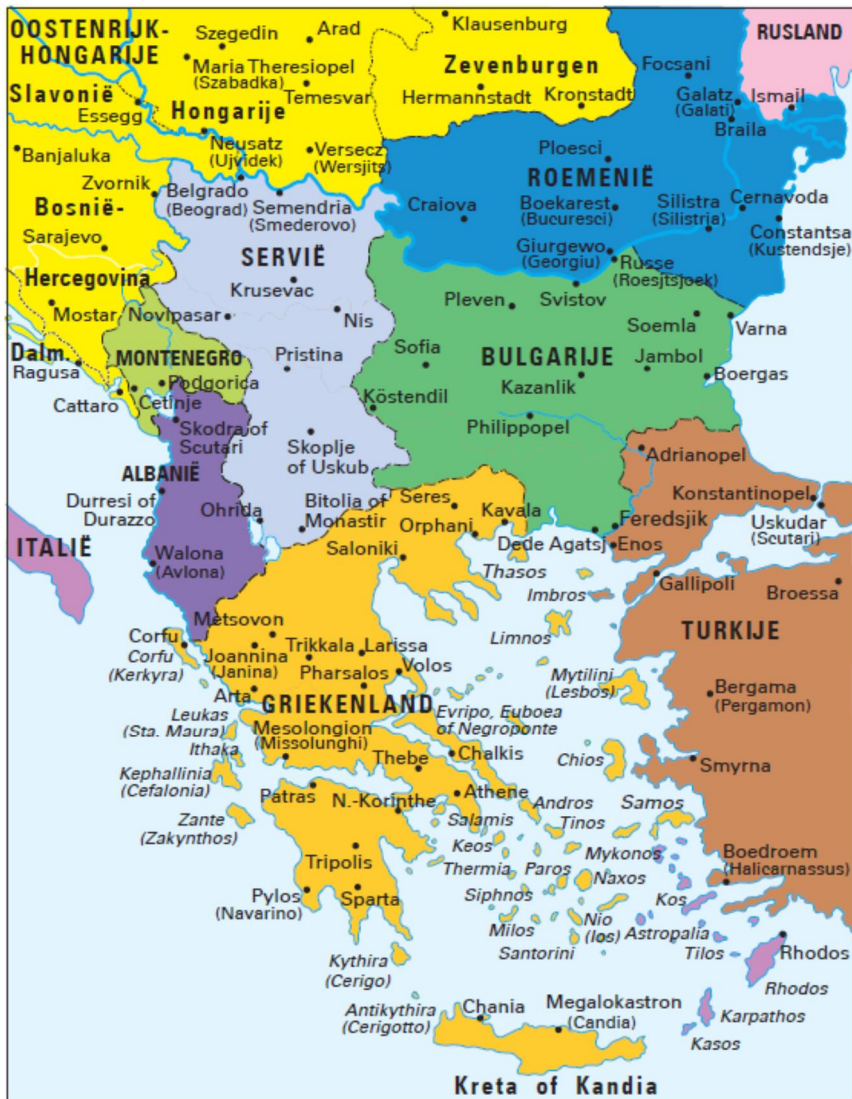 OOSTENRIJK-
HONGARIJE
Szegedin
Arad
Klausenburg
RUSLAND
Maria Theresiopel
(Szabadka)
Zevenburgen
Focsani
Slavonië
Temesvar
Hermannstadt
Kronstadt
Galatz
(Galati)
Ismail
Essegg
Hongarije
Braila
Neusatz
(Ujvidek)
Versecz
(Wersjits)
Banjaluka
Ploesci
ROEMENIË
Zvornik
Belgrado
(Beograd)
Semendria
(Smederovo)
Craiova
Boekarest
(Bucuresci)
Silistra
(Silistria)
Cernavoda
Bosnië-
Constantsa
(Kustendsje)
Sarajevo
SERVIË
Giurgewo
(Georgiu)
Russe
(Roesjtsjoek)
Hercegovina
Krusevac
Pleven
Svistov
Mostar
Novipasar
Nis
Soemla
Varna
Dalm.
Ragusa
MONTENEGRO
Pristina
Sofia
BULGARIJE
Jambol
Podgorica
Kazanlik
Boergas
Cattaro
Cetinje
Köstendil
Skodra of
Scutari
Philippopel
Skoplje
of Uskub
Adrianopel
ALBANIË
Durresi of
Durazzo
Ohrida
Bitolia of
Monastir
Seres
Kavala
Konstantinopel
Orphani
Feredsjik
Uskudar
(Scutari)
ITALIË
Walona
(Avlona)
Saloniki
Dede Agatsj
Enos
Thasos
Gallipoli
Imbros
Broessa
Metsovon
Limnos
TURKIJE
Corfu
Corfu
(Kerkyra)
Joannina
(Janina)
Trikkala
Larissa
Volos
Pharsalos
Mytilini
(Lesbos)
Arta
GRIEKENLAND
Bergama
(Pergamon)
Leukas
(Sta. Maura)
Evripo, Euboea
of Negroponte
Mesolongion
(Missolunghi)
Ithaka
Thebe
Chalkis
Chios
Smyrna
Kephallinia
(Cefalonia)
Patras
N.-Korinthe
Athene
Andros
Samos
Zante
(Zakynthos)
Salamis
Tinos
Keos
Mykonos
Tripolis
Thermia
Paros
Naxos
Boedroem
(Halicarnassus)
Pylos
(Navarino)
Sparta
Siphnos
Kos
Milos
Nio
(Ios)
Astropalia
Santorini
Tilos
Rhodos
Kythira
(Cerigo)
Rhodos
Antikythira
(Cerigotto)
Chania
Megalokastron
(Candia)
Karpathos
Kasos
Kreta of Kandia